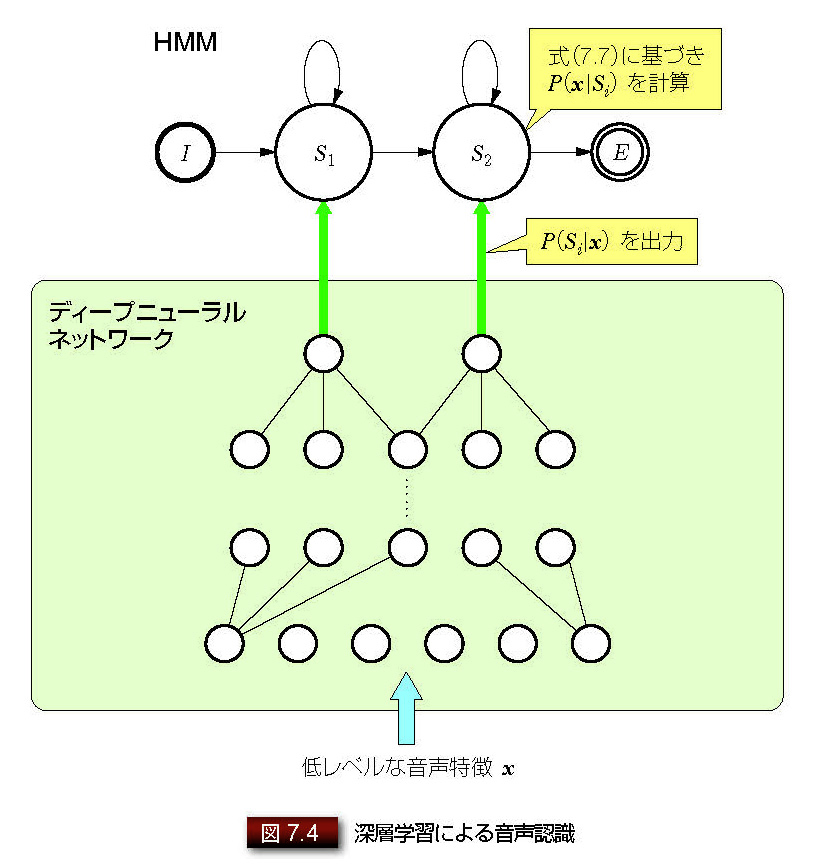 HMM
式(7.7)に基づき
P(x|Si) を計算
I
S1
S2
E
P(Si|x) を出力
ディープニューラル
ネットワーク
低レベルな音声特徴 x
図 7.4 深層学習による音声認識